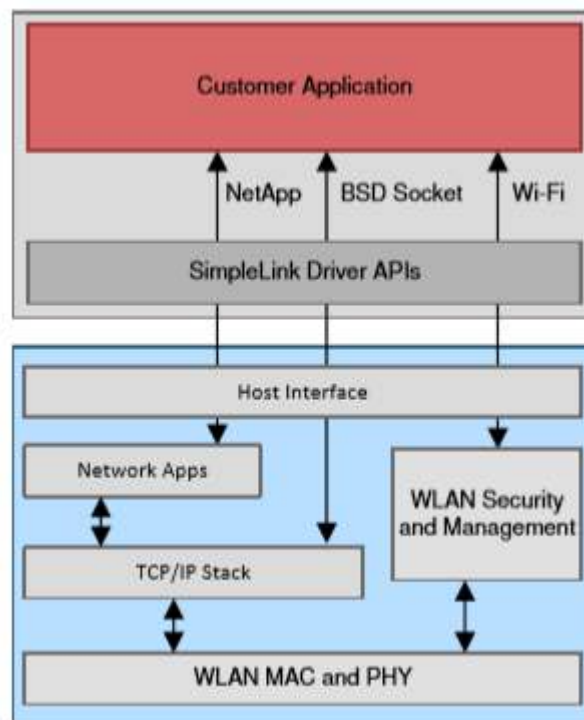 Customer Application
NetApp BSD Socket Wi-Fi
SimpleLink Driver APIs
Host Interface
Network Apps
WLAN Security
and Management
TCP/IP Stack
WLAN MAC and PHY